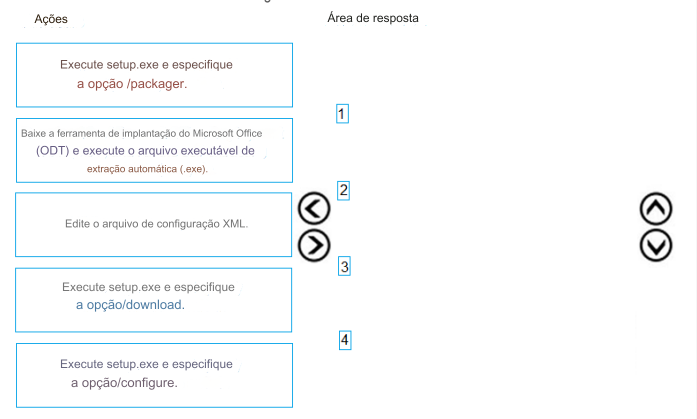 Ações
Área de resposta
Execute setup.exe e especifique
a opção /packager.
1
Baixe a ferramenta de implantação do Microsoft Office
(ODT) e execute o arquivo executável de
extração automática (.exe).
2
Edite o arquivo de configuração XML.
3
Execute setup.exe e especifique
a opção/download.
4
Execute setup.exe e especifique
a opção/configure.